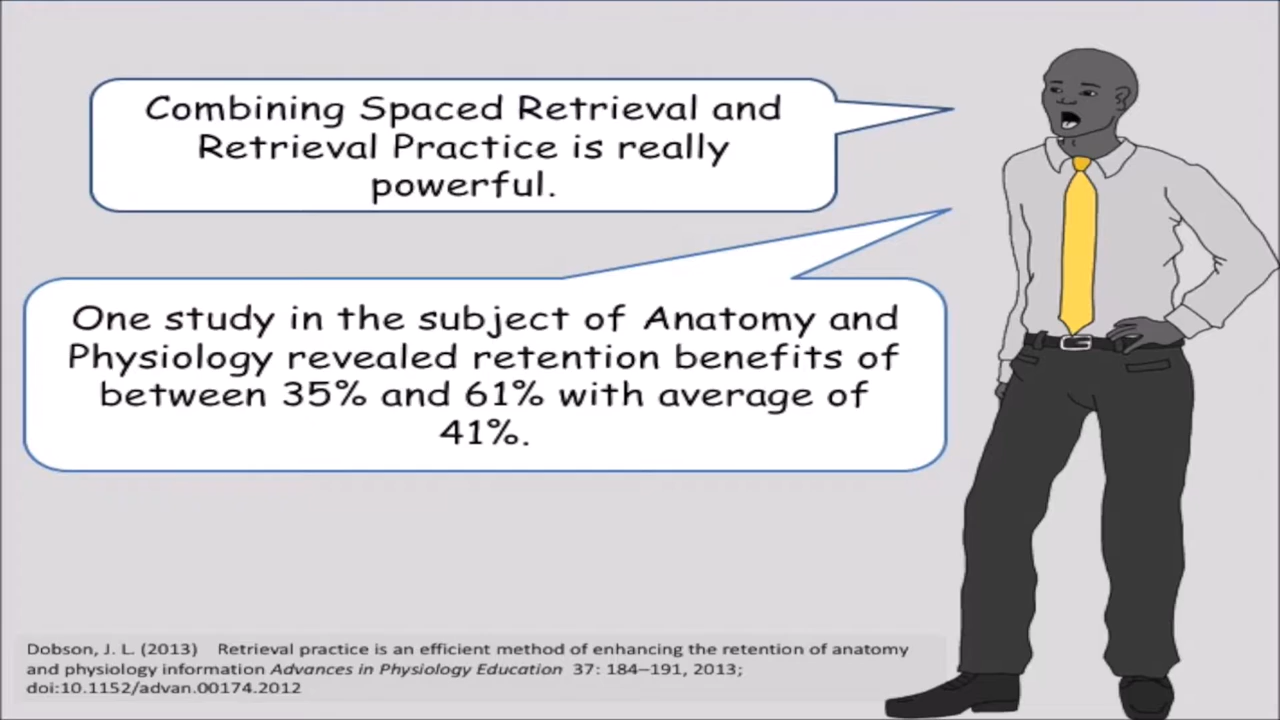 Combining Spaced Retrieval and
Retrieval Practice is really
powerful.
One study in the subject of Anatomy and
Physiology revealed retention benefits of
between 35% and 61% with average of
41%.
Dobson, J. L. (2013) Retrieval practice is an efficient method of enhancing the retention of anatomy
and physiology information Advances in Physiology Education 37: 184–191, 2013;
doi:10.1152/advan.00174.2012